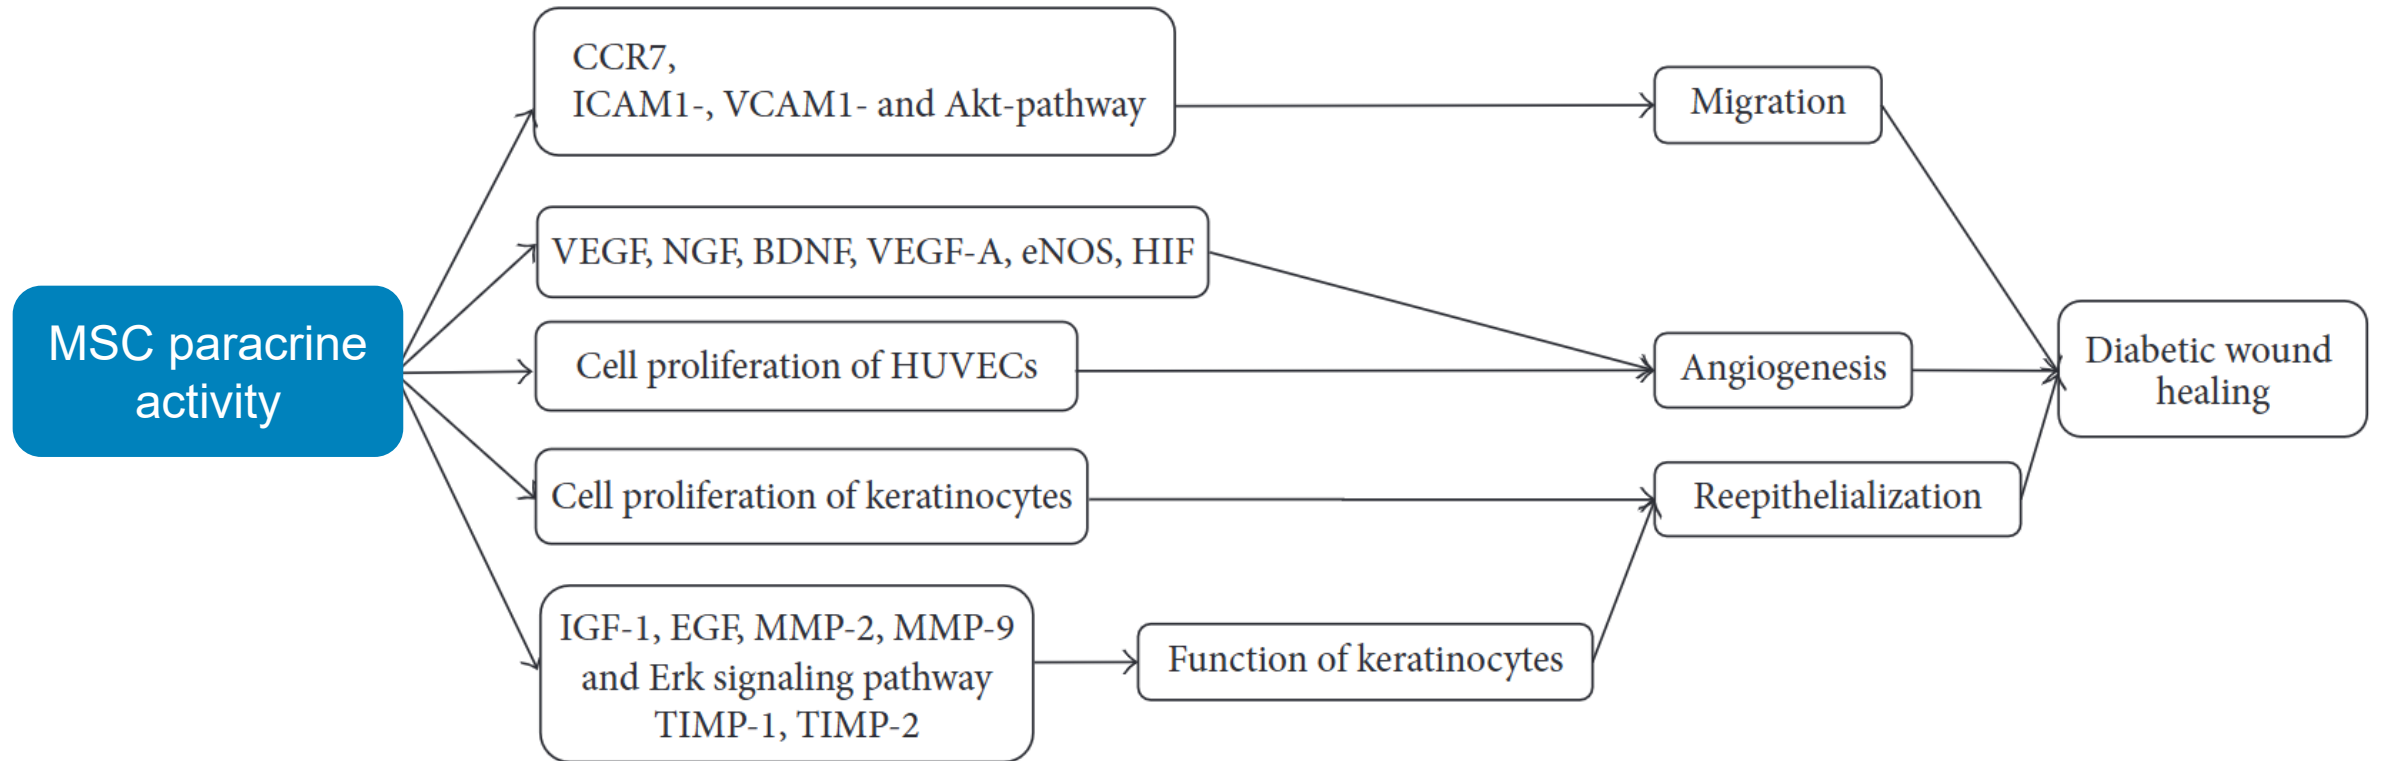 MSC paracrine
activity
CCR7,
ICAM1-, VCAM1- and Akt-pathway
VEGF, NGF, BDNF, VEGF-A, eNOS, HIF
Cell proliferation of HUVECs
Cell proliferation of keratinocytes
IGF-1, EGF, MMP-2, MMP-9
and Erk signaling pathway
TIMP-1, TIMP-2
Function of keratinocytes
Migration
Angiogenesis
Reepithelialization
Diabetic wound
healing